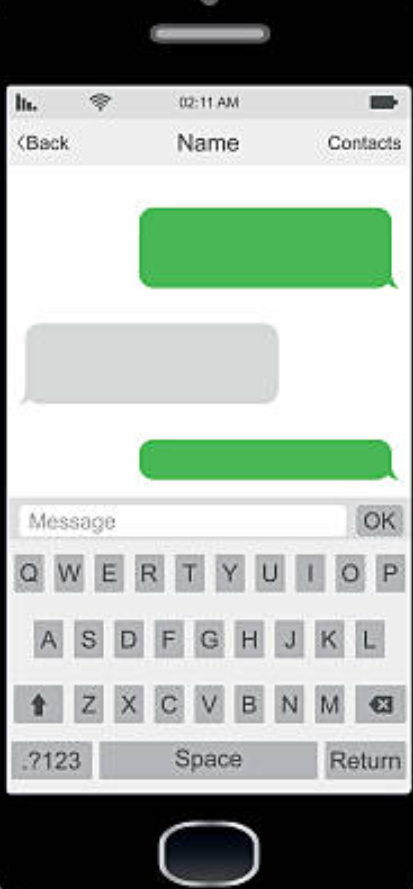 02:11 AM
Back Name Contacts
Message OK
Q W E R T Y U I O P
A S D F G H J K L
Z X C V B N M
.?123 Space Return